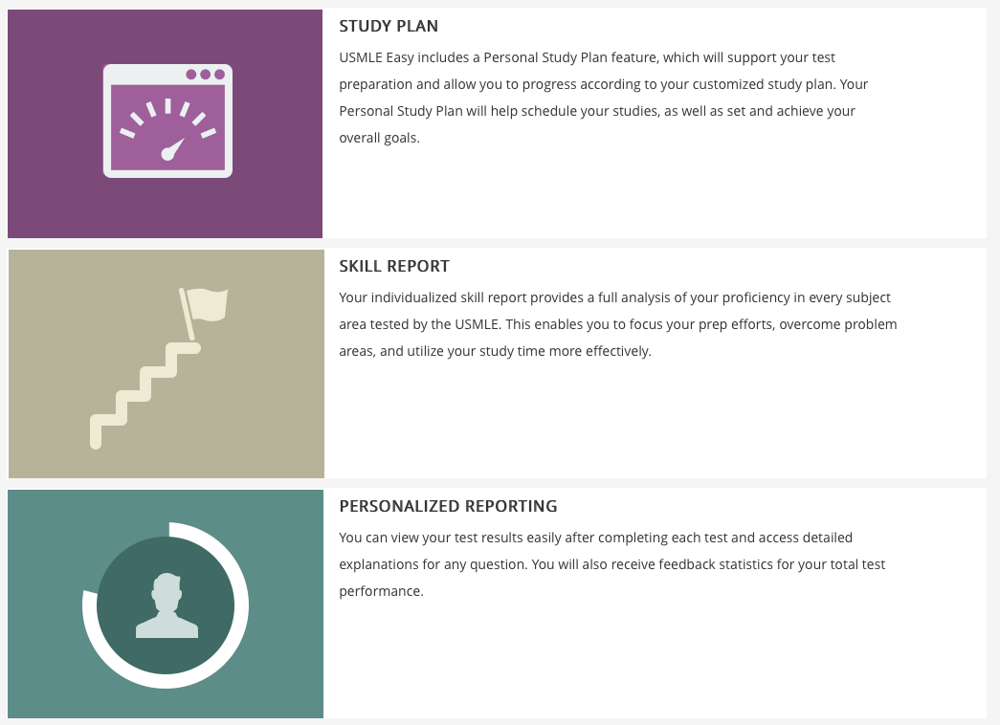 STUDY PLAN
USMLE Easy includes a Personal Study Plan feature, which will support your test
preparation and allow you to progress according to your customized study plan. Your
Personal Study Plan will help schedule your studies, as well as set and achieve your
overall goals.
SKILL REPORT
Your individualized skill report provides a full analysis of your proficiency in every subject
area tested by the USMLE. This enables you to focus your prep efforts, overcome problem
areas, and utilize your study time more effectively.
PERSONALIZED REPORTING
You can view your test results easily after completing each test and access detailed
explanations for any question. You will also receive feedback statistics for your total test
performance.